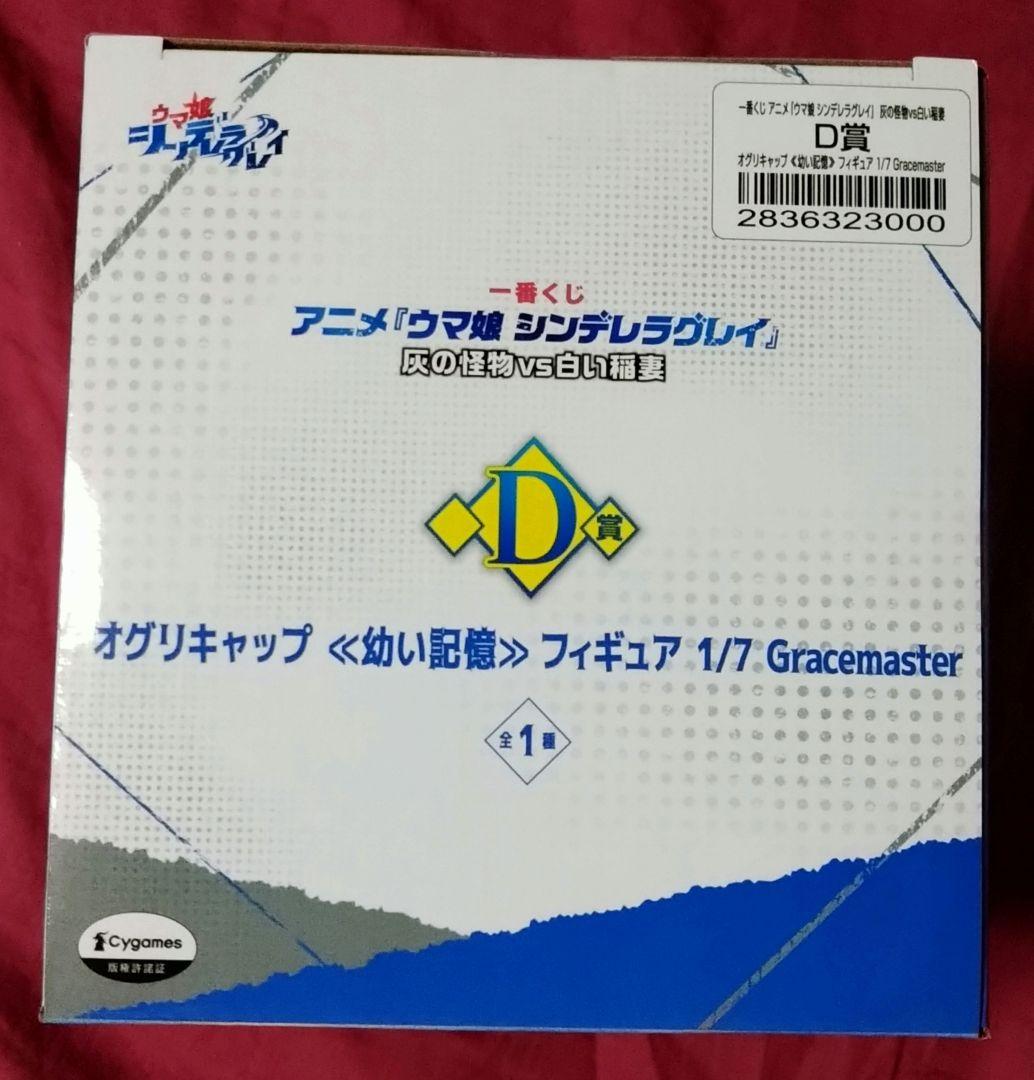 ウマ娘
シンデレラグレイ
一番くじ アニメ『ウマ娘 シンデレラグレイ』 灰の怪物vs白い稲妻
D賞
オグリキャップ≪幼い記憶≫フィギュア 1/7 Gracemaster
2836323000
一番くじ
アニメ『ウマ娘 シンデレラグレイ』
灰の怪物vs白い稲妻
D賞
オグリキャップ ≪幼い記憶≫ フィギュア 1/7 Gracemaster
全1種
Cygames
版権許諾証